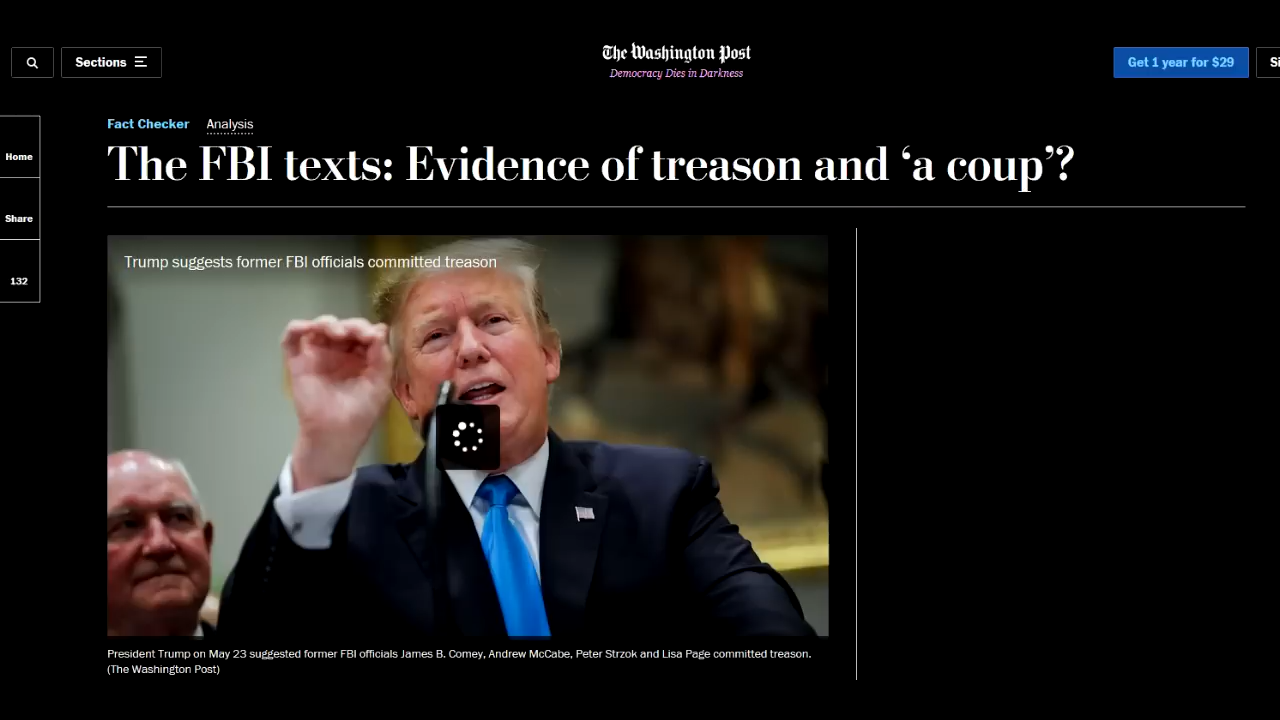 Sections
The Washington Post
Democracy Dies in Darkness
Get 1 year for $29
Si
Home
Share
132
Fact Checker Analysis
The FBI texts: Evidence of treason and ‘a coup’?
Trump suggests former FBI officials committed treason
President Trump on May 23 suggested former FBI officials James B. Comey, Andrew McCabe, Peter Strzok and Lisa Page committed treason.
(The Washington Post)